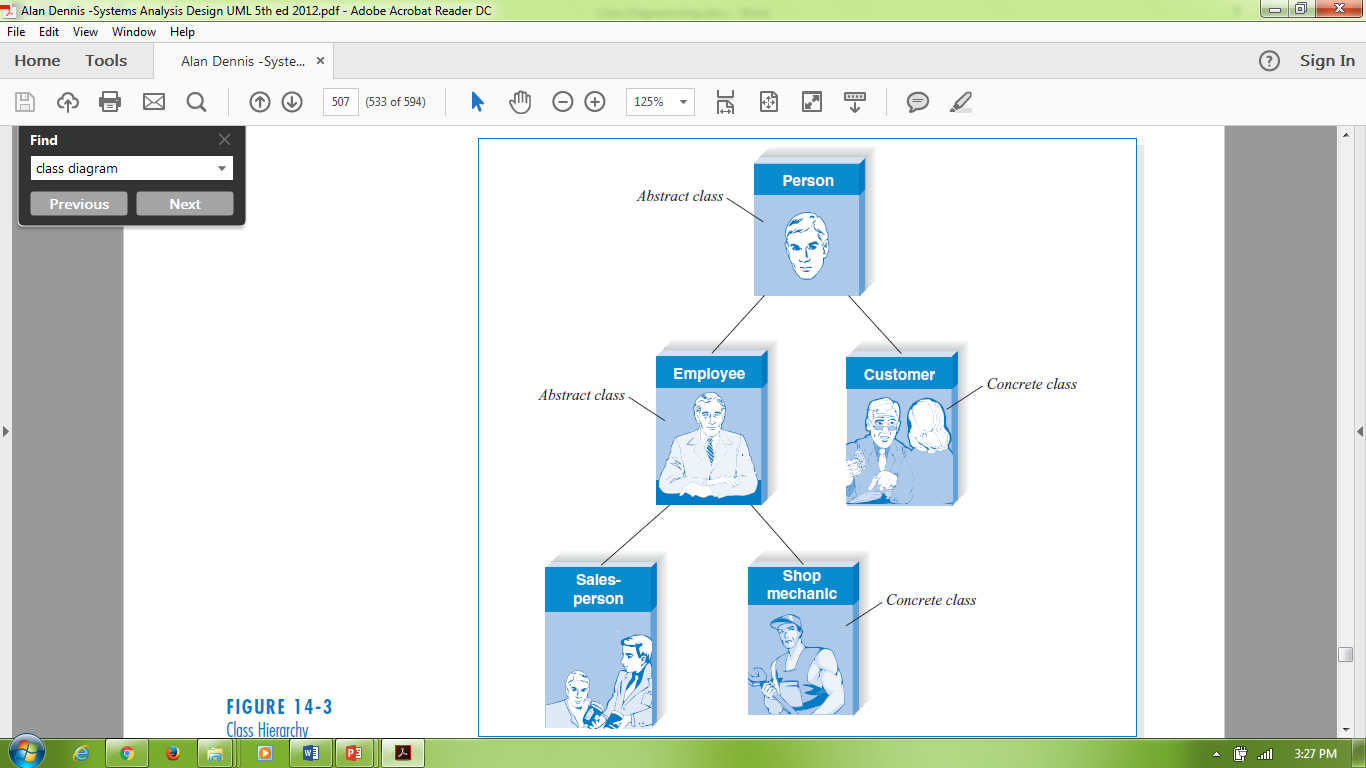 Alan Dennis -Systems Analysis Design UML 5th ed 2012.pdf - Adobe Acrobat Reader DC
File Edit View Window Help
Home Tools Alan Dennis -Syste... × Sign In
507 (533 of 594) 125%
Find
class diagram
Previous Next
Person
Abstract class
Employee
Customer
Concrete class
Abstract class
Sales-
person
Shop
mechanic
Concrete class
FIGURE 14-3
Class Hierarchy
3:27 PM